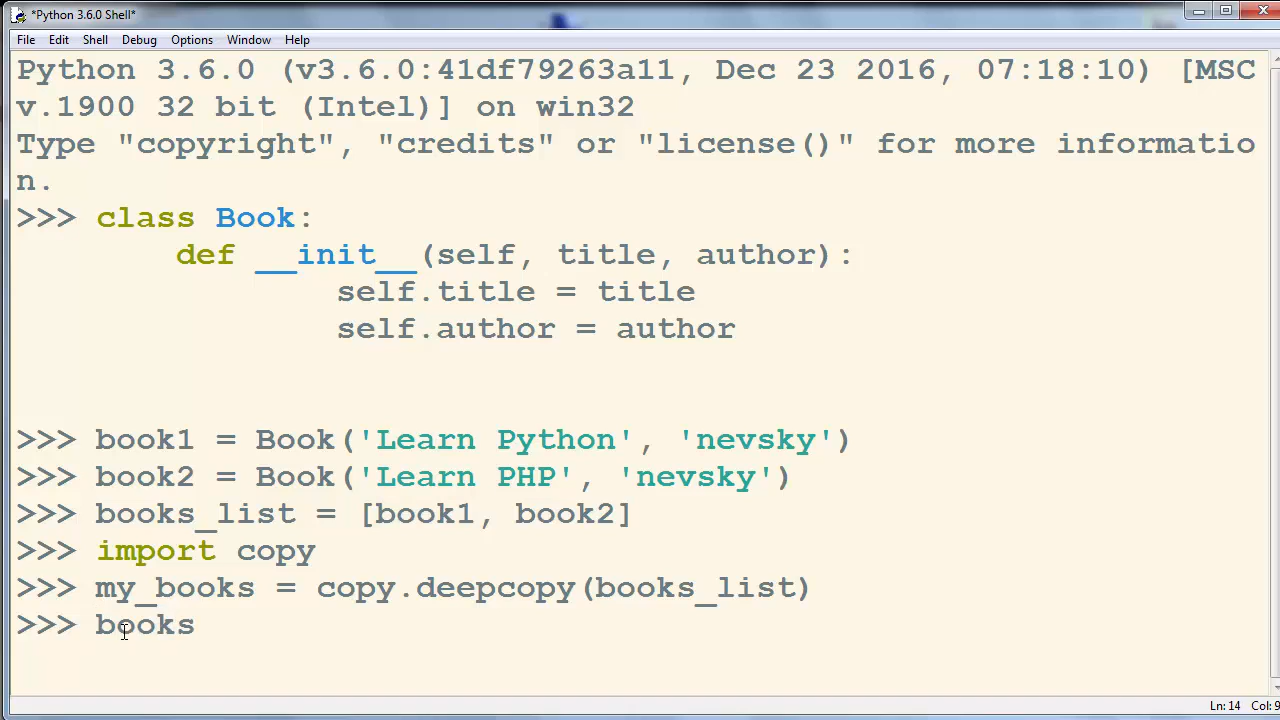 *Python 3.6.0 Shell*
File Edit Shell Debug Options Window Help
Python 3.6.0 (v3.6.0:41df79263a11, Dec 23 2016, 07:18:10) [MSC
v.1900 32 bit (Intel)] on win32
Type "copyright", "credits" or "license()" for more informatio
n.
>>> class Book:
def __init__(self, title, author):
self.title = title
self.author = author
>>> book1 = Book('Learn Python', 'nevsky')
>>> book2 = Book('Learn PHP', 'nevsky')
>>> books_list = [book1, book2]
>>> import copy
>>> my_books = copy.deepcopy(books_list)
>>> books
Ln: 14 Col: 9